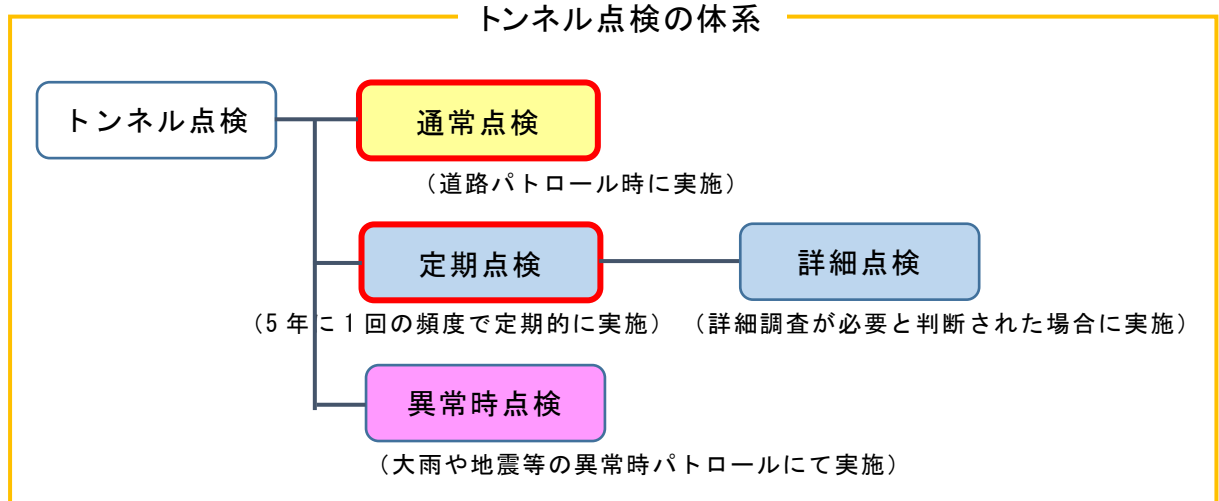 トンネル点検の体系
トンネル点検
通常点検
（道路パトロール時に実施）
定期点検
詳細点検
（5年に1回の頻度で定期的に実施）
（詳細調査が必要と判断された場合に実施）
異常時点検
（大雨や地震等の異常時パトロールにて実施）